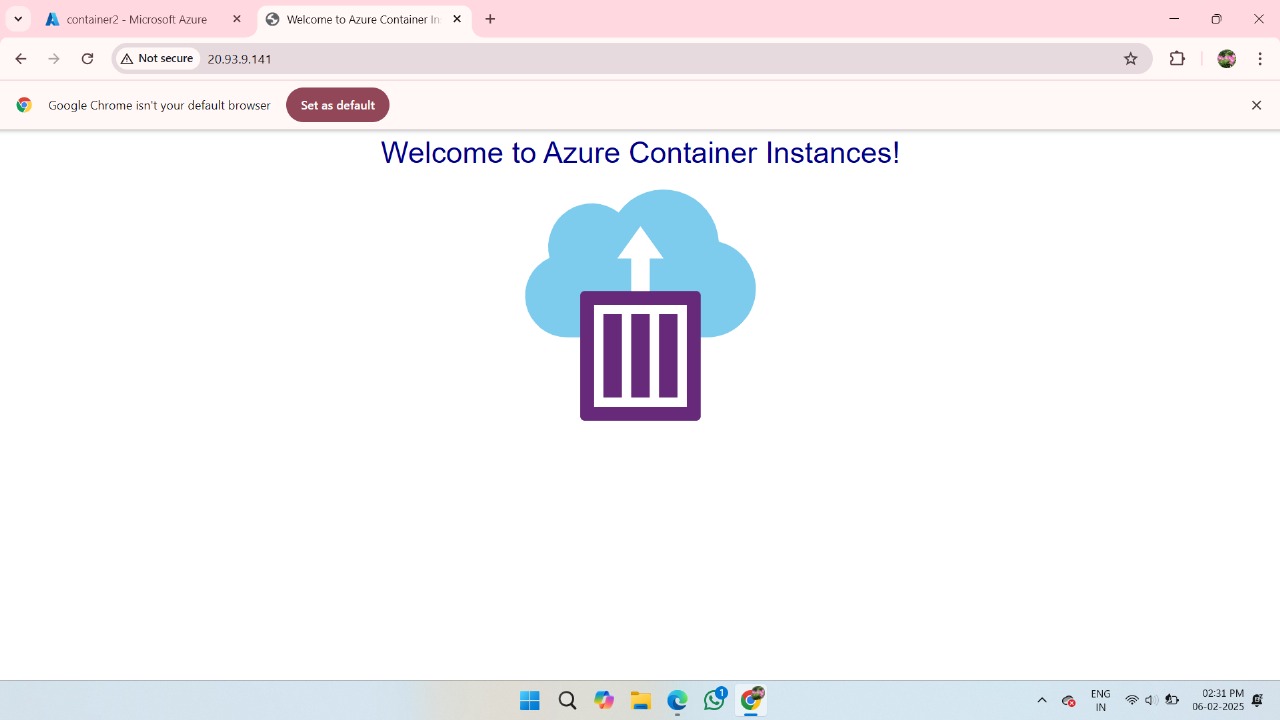 container2 - Microsoft Azure
Welcome to Azure Container In
Not secure
20.93.9.141
Google Chrome isn't your default browser
Set as default
Welcome to Azure Container Instances!
1
ENG
IN
02:31 PM
06-02-2025